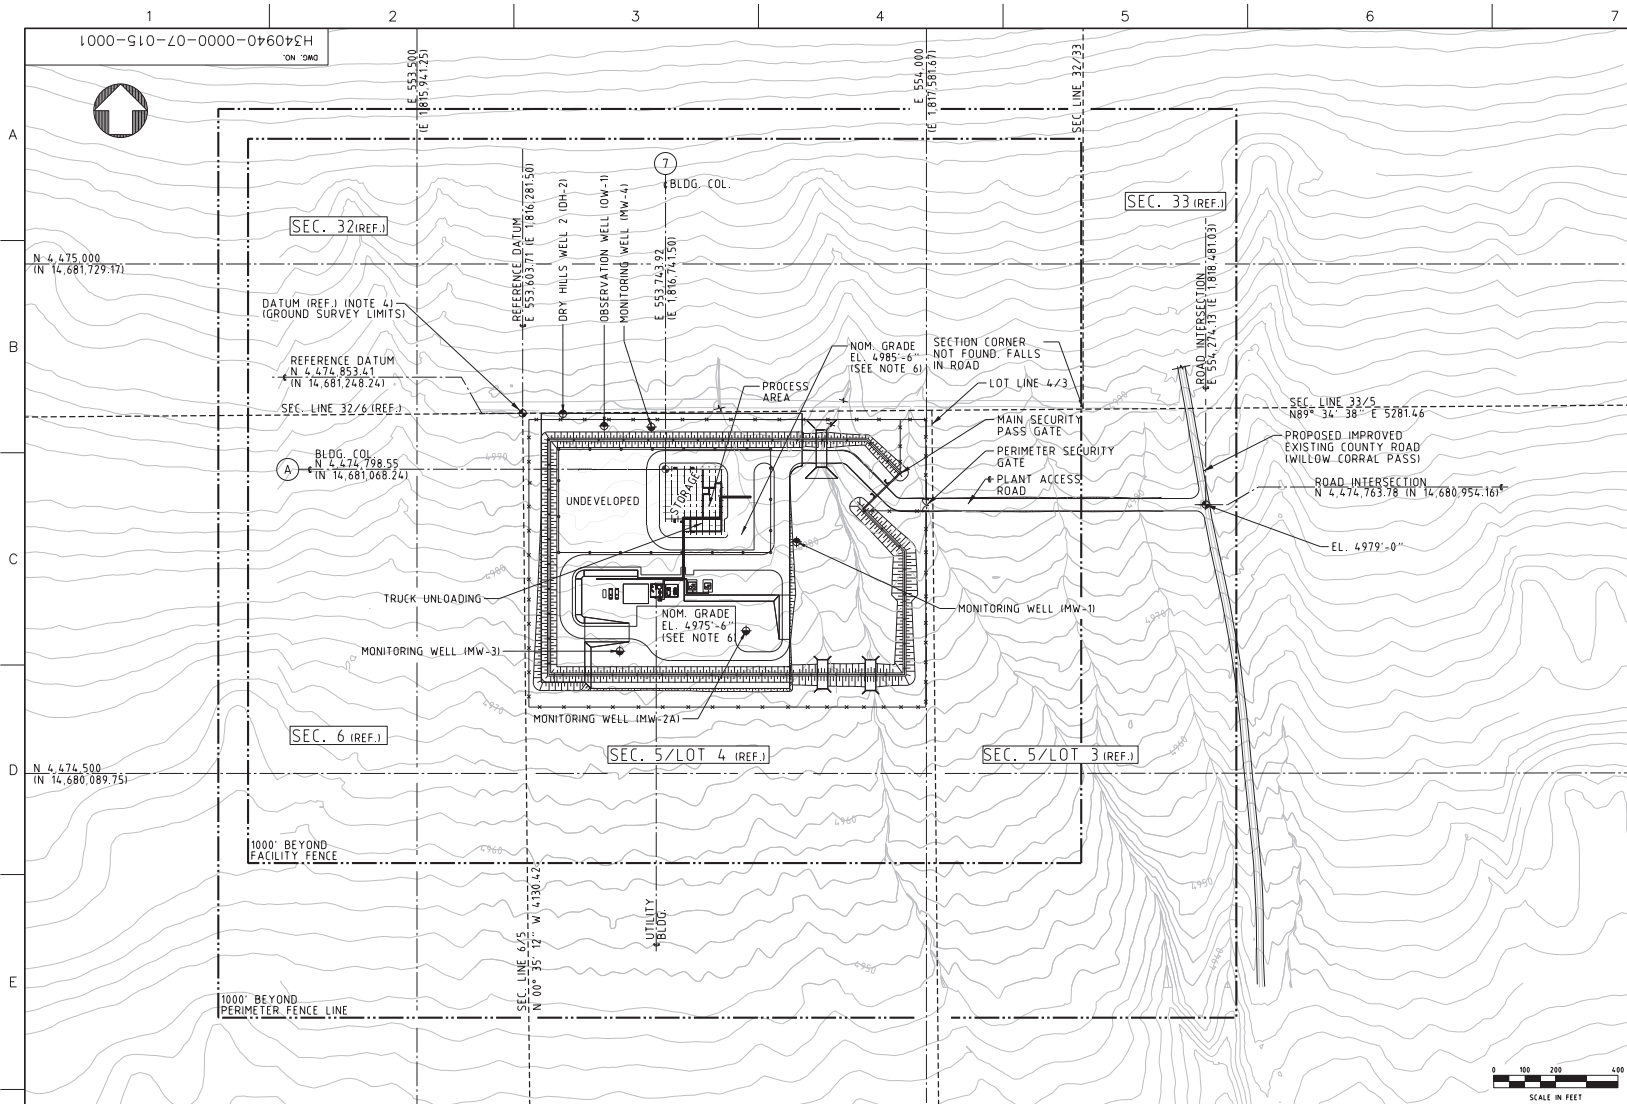 1
2
3
4
5
6
7
H340940-0000-07-015-0001
DWG. NO.
A
B
C
D
E
E 553,500
(E 1,815,941.25)
E 554,000
(E 1,817,581.67)
SEC. LINE 32/33
7
BLDG. COL.
SEC. 32 (REF.)
SEC. 33 (REF.)
REFERENCE DATUM
E 553,603.71 (E 1,816,281.50)
DRY HILLS WELL 2 (DH-2)
OBSERVATION WELL (OW-1)
MONITORING WELL (MW-4)
E 553,743.92
(E 1,816,741.50)
ROAD INTERSECTION
E 554,274.13 (E 1,818,481.03)
N 4,475,000
(N 14,681,729.17)
DATUM (REF.) (NOTE 4)
(GROUND SURVEY LIMITS)
REFERENCE DATUM
N 4,474,853.41
(N 14,681,248.24)
SEC. LINE 32/6 (REF.)
NOM. GRADE
EL. 4985'-6"
(SEE NOTE 6)
SECTION CORNER
NOT FOUND. FALLS
IN ROAD
PROCESS
AREA
LOT LINE 4/3
SEC. LINE 33/5
N89° 34' 38" E 5281.46
MAIN SECURITY
PASS GATE
PROPOSED IMPROVED
EXISTING COUNTY ROAD
(WILLOW CORRAL PASS)
PERIMETER SECURITY
GATE
A
BLDG. COL.
N 4,474,798.55
(N 14,681,068.24)
PLANT ACCESS
ROAD
ROAD INTERSECTION
N 4,474,763.78 (N 14,680,954.16)
UNDEVELOPED
STORAGE
EL. 4979'-0"
4990
4980
4980
4980
4970
4970
TRUCK UNLOADING
NOM. GRADE
EL. 4975'-6"
(SEE NOTE 6)
MONITORING WELL (MW-1)
MONITORING WELL (MW-3)
MONITORING WELL (MW-2A)
SEC. 6 (REF.)
SEC. 5/LOT 4 (REF.)
SEC. 5/LOT 3 (REF.)
N 4,474,500
(N 14,680,089.75)
4960
4960
4960
4950
4950
4940
1000' BEYOND
FACILITY FENCE
SEC. LINE 6/5
N 00° 35' 12" W 4130.42
UTILITY
BLDG.
1000' BEYOND
PERIMETER FENCE LINE
0 100 200 400
SCALE IN FEET